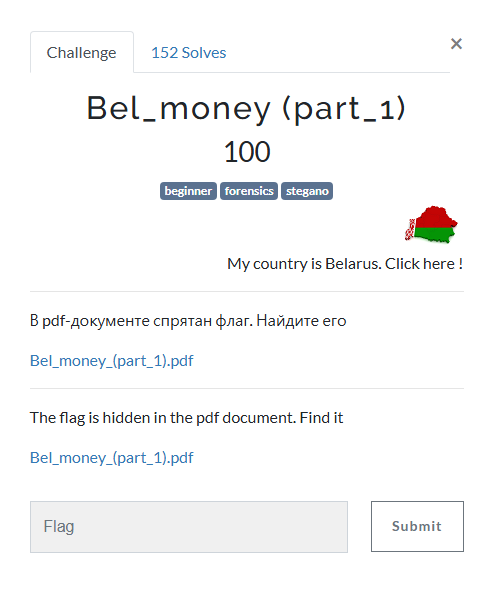 Challenge
152 Solves
×
Bel_money (part_1)
100
beginner forensics stegano
My country is Belarus. Click here !
В pdf-документе спрятан флаг. Найдите его
Bel_money_(part_1).pdf
The flag is hidden in the pdf document. Find it
Bel_money_(part_1).pdf
Flag
Submit